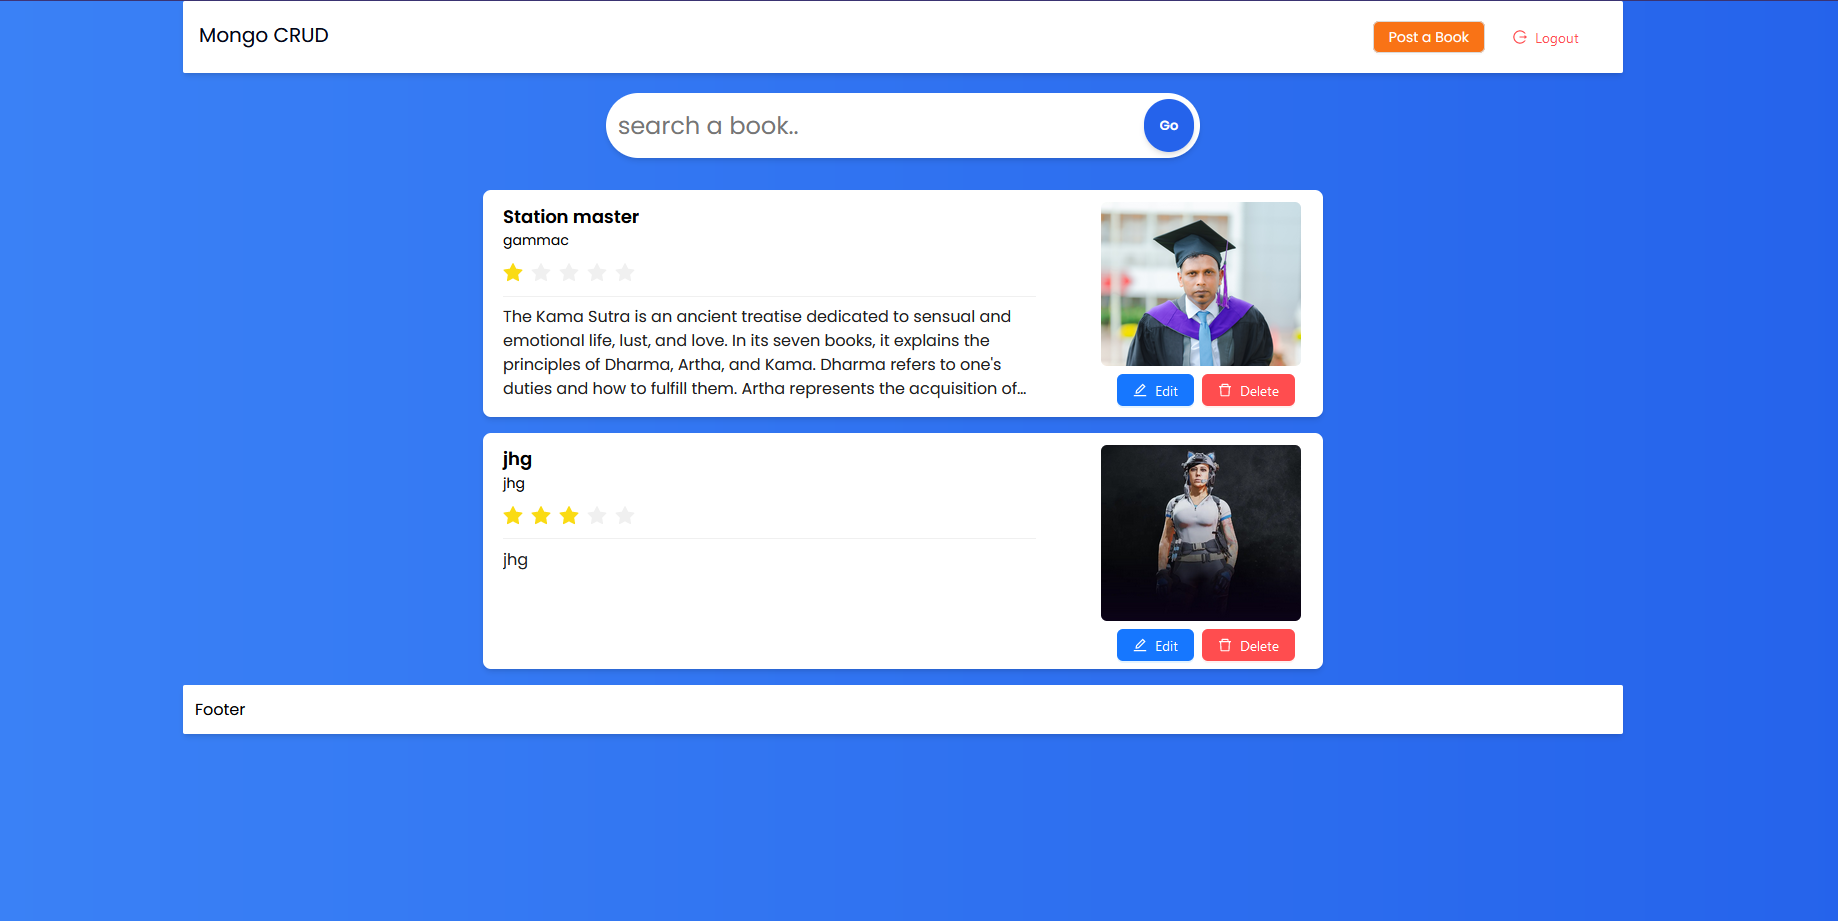 Mongo CRUD
Post a Book
Logout
search a book..
Go
Station master
gammac
The Kama Sutra is an ancient treatise dedicated to sensual and
emotional life, lust, and love. In its seven books, it explains the
principles of Dharma, Artha, and Kama. Dharma refers to one's
duties and how to fulfill them. Artha represents the acquisition of...
Edit
Delete
jhg
jhg
jhg
Edit
Delete
Footer